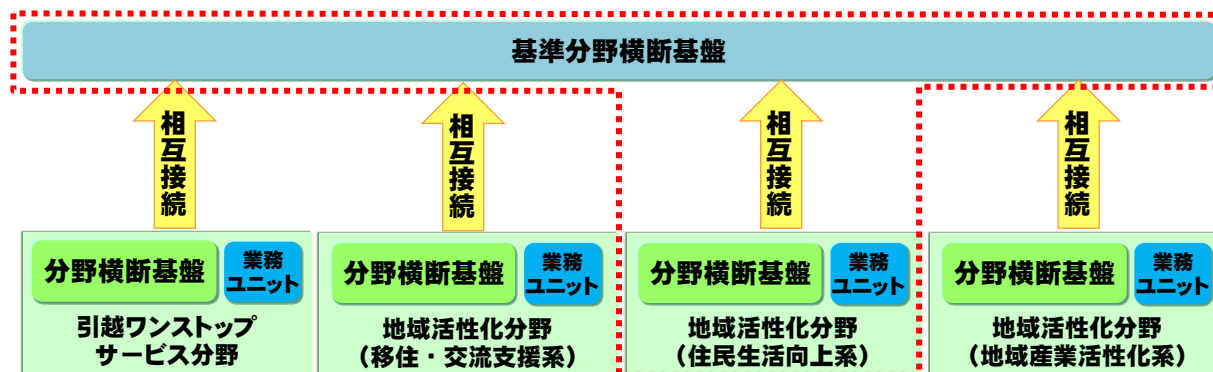 基準分野横断基盤
相互接続
相互接続
相互接続
相互接続
分野横断基盤
業務
ユニット
引越ワンストップ
サービス分野
分野横断基盤
業務
ユニット
地域活性化分野
（移住・交流支援系）
分野横断基盤
業務
ユニット
地域活性化分野
（住民生活向上系）
分野横断基盤
業務
ユニット
地域活性化分野
（地域産業活性化系）